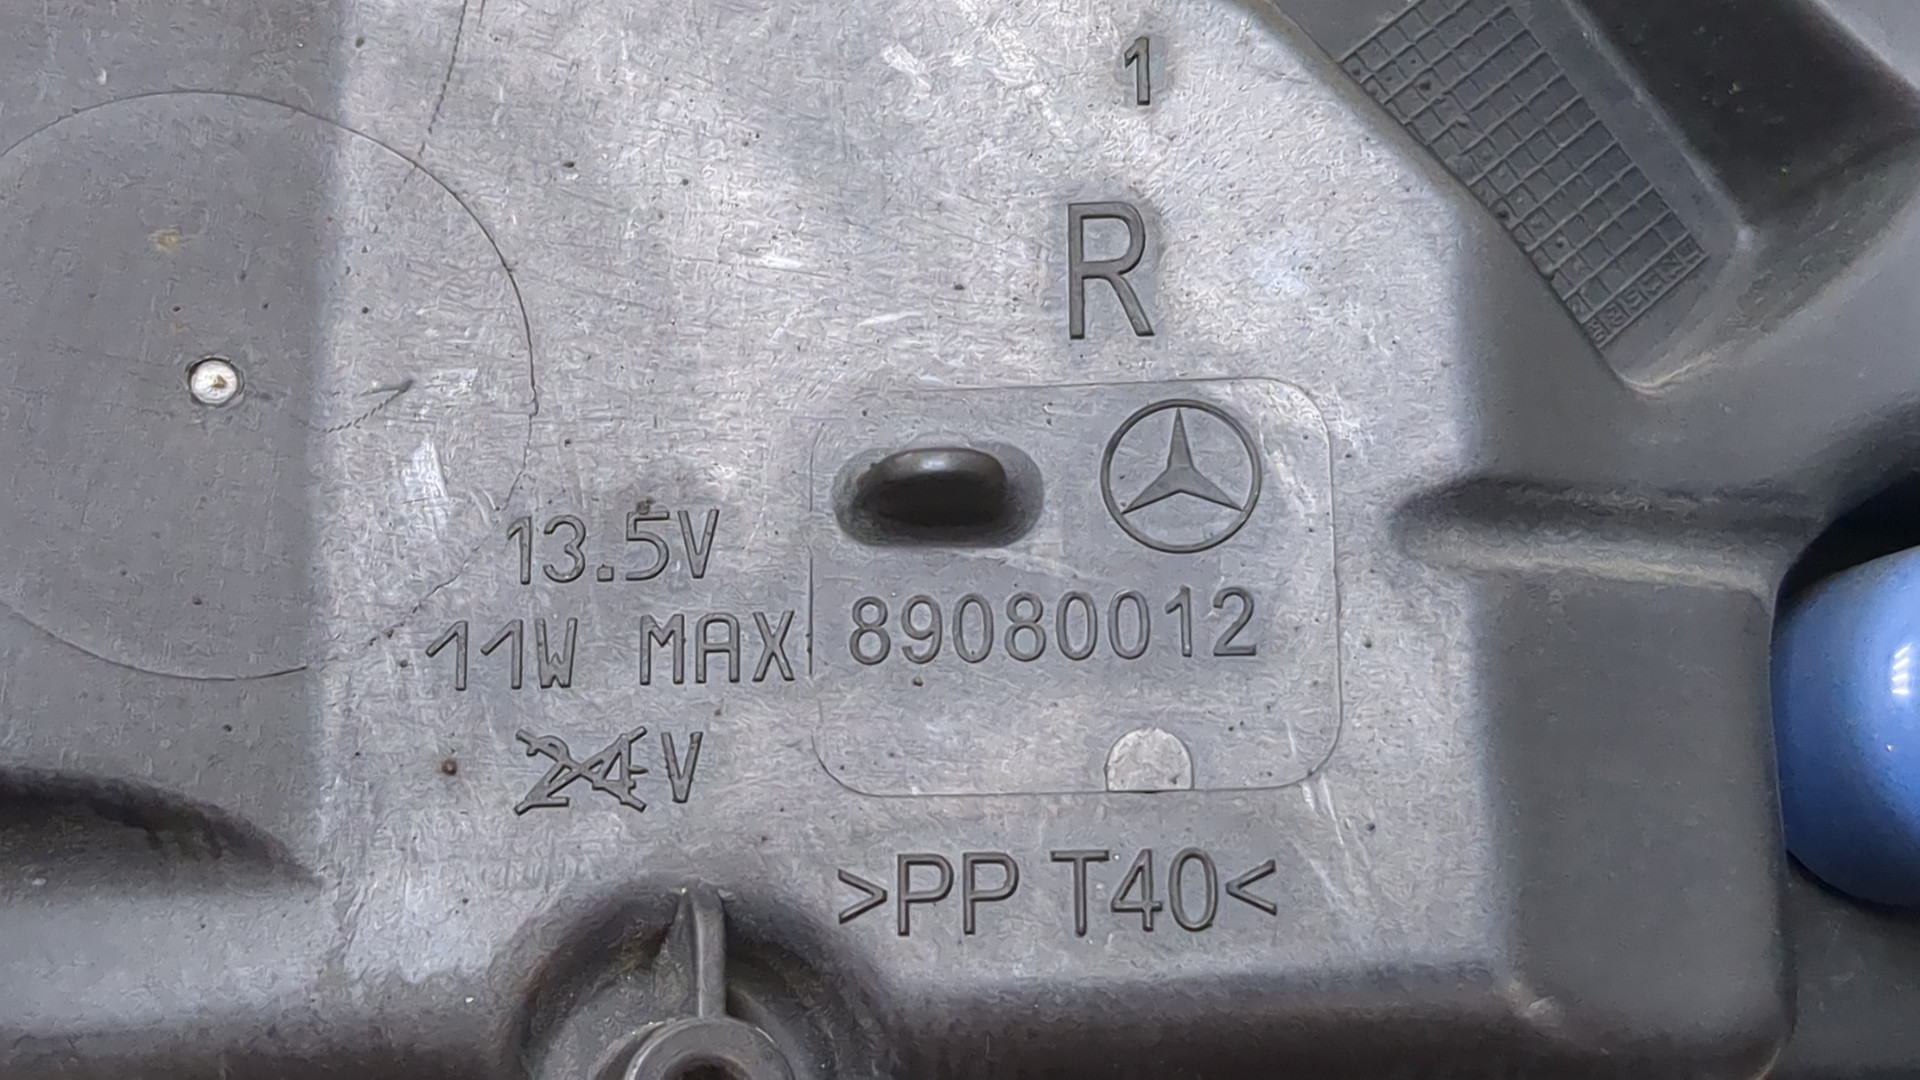 1
R
13.5V
11W MAX
24V
89080012
>PP T40<